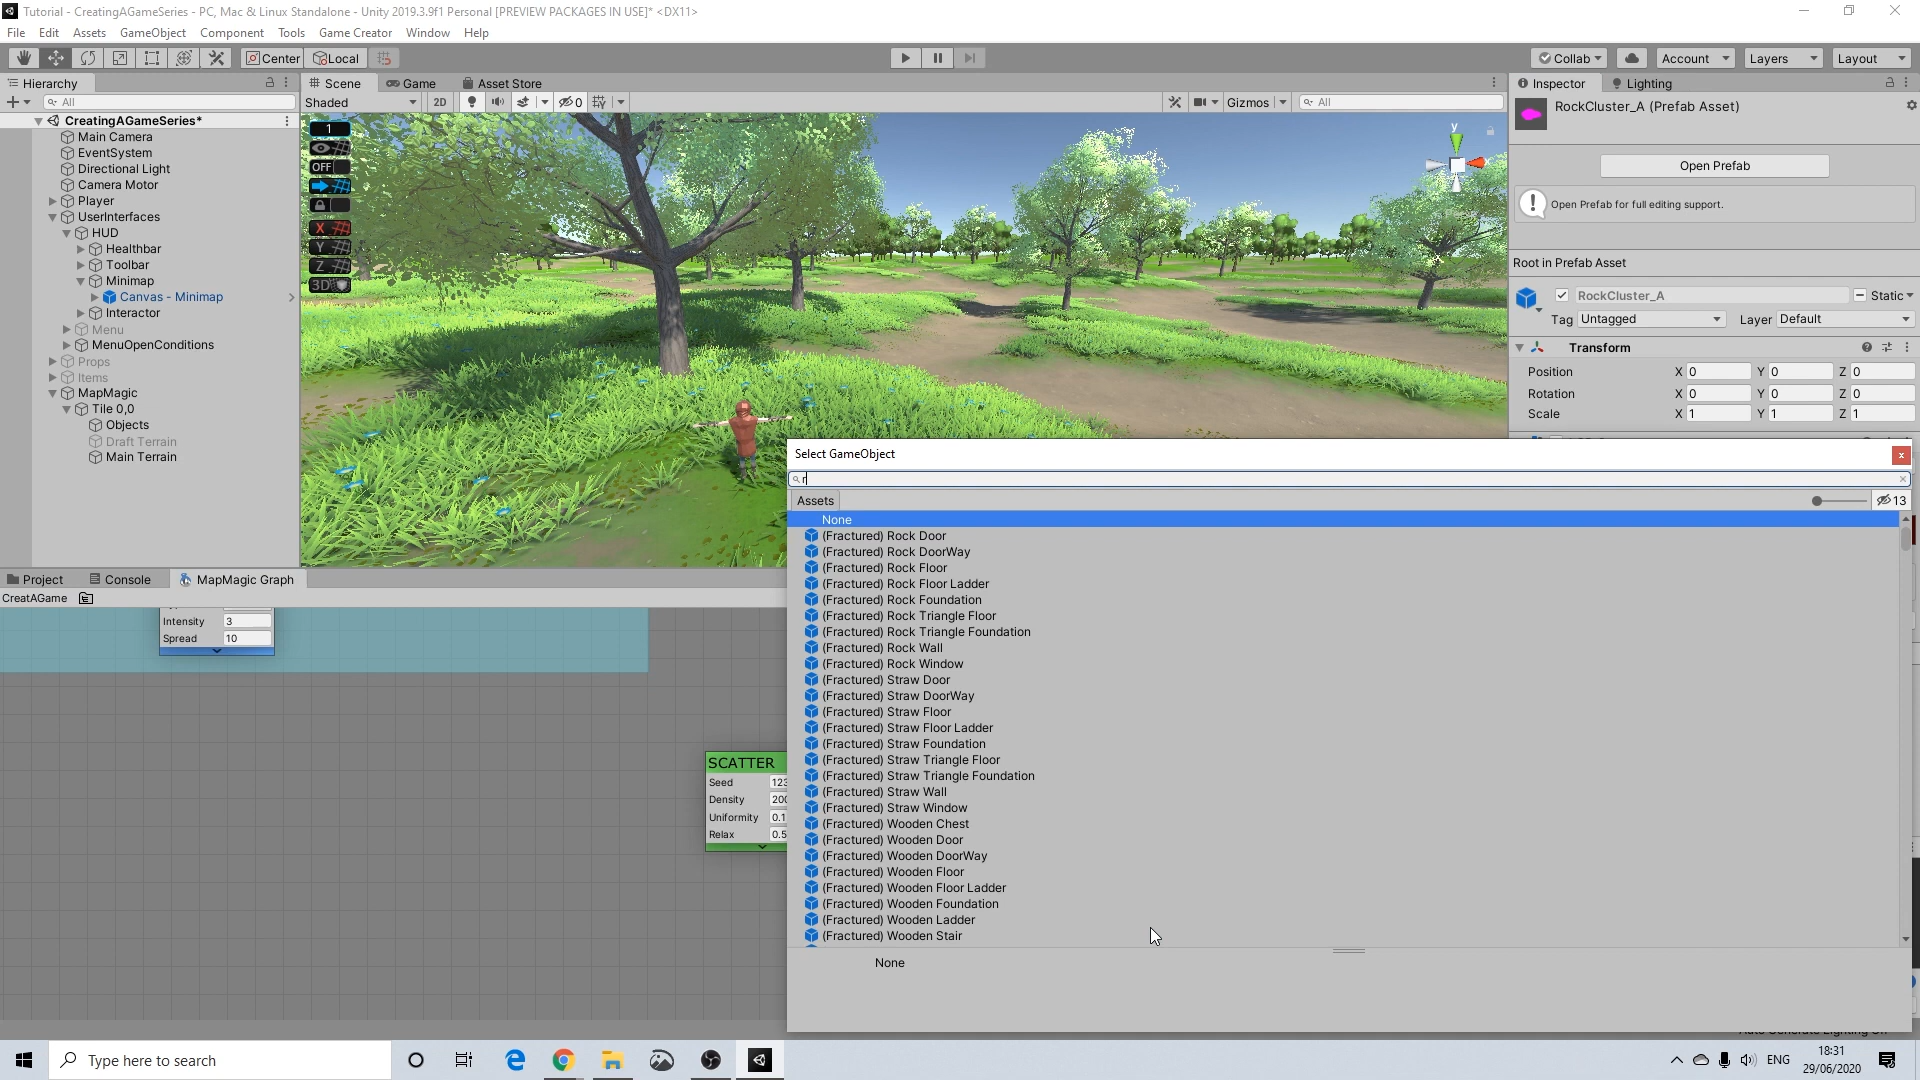 Tutorial - CreatingAGameSeries - PC, Mac & Linux Standalone - Unity 2019.3.9f1 Personal [PREVIEW PACKAGES IN USE]* <DX11>
File Edit Assets GameObject Component Tools Game Creator Window Help
Center Local Collab Account Layers Layout
Hierarchy
All
CreatingAGameSeries*
Main Camera
EventSystem
Directional Light
Camera Motor
Player
UserInterfaces
HUD
Healthbar
Toolbar
Minimap
Canvas - Minimap
Interactor
Menu
MenuOpenConditions
Props
Items
MapMagic
Tile 0,0
Objects
Draft Terrain
Main Terrain
Scene Game Asset Store
Shaded 2D 0 Gizmos All
1
OFF
X
Y
Z
3D
y
Inspector Lighting
RockCluster_A (Prefab Asset)
Open Prefab
Open Prefab for full editing support.
Root in Prefab Asset
RockCluster_A Static
Tag Untagged Layer Default
Transform
Position X 0 Y 0 Z 0
Rotation X 0 Y 0 Z 0
Scale X 1 Y 1 Z 1
Project Console MapMagic Graph
CreatAGame
Intensity 3
Spread 10
SCATTER
Seed 123
Density 200
Uniformity 0.1
Relax 0.5
Select GameObject
r
Assets 13
None
(Fractured) Rock Door
(Fractured) Rock DoorWay
(Fractured) Rock Floor
(Fractured) Rock Floor Ladder
(Fractured) Rock Foundation
(Fractured) Rock Triangle Floor
(Fractured) Rock Triangle Foundation
(Fractured) Rock Wall
(Fractured) Rock Window
(Fractured) Straw Door
(Fractured) Straw DoorWay
(Fractured) Straw Floor
(Fractured) Straw Floor Ladder
(Fractured) Straw Foundation
(Fractured) Straw Triangle Floor
(Fractured) Straw Triangle Foundation
(Fractured) Straw Wall
(Fractured) Straw Window
(Fractured) Wooden Chest
(Fractured) Wooden Door
(Fractured) Wooden DoorWay
(Fractured) Wooden Floor
(Fractured) Wooden Floor Ladder
(Fractured) Wooden Foundation
(Fractured) Wooden Ladder
(Fractured) Wooden Stair
None
Type here to search
ENG
18:31
29/06/2020